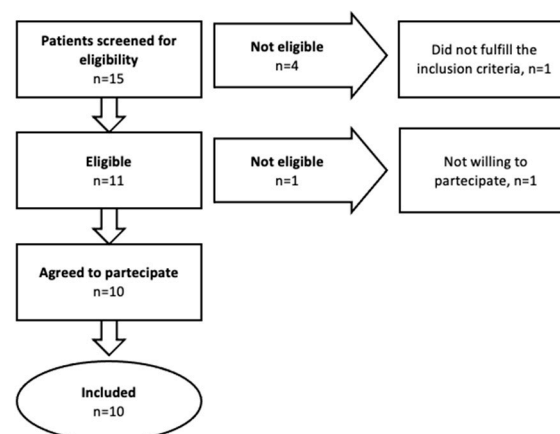 Patients screened for
eligibility
n=15
Not eligible
n=4
Did not fulfill the
inclusion criteria, n=1
Eligible
n=11
Not eligible
n=1
Not willing to
partecipate, n=1
Agreed to partecipate
n=10
Included
n=10